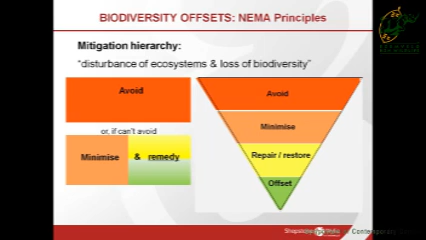 BIODIVERSITY OFFSETS: NEMA Principles
Mitigation hierarchy:
"disturbance of ecosystems & loss of biodiversity"
Avoid
or, if can't avoid
Minimise & remedy
Avoid
Minimise
Repair / restore
Offset